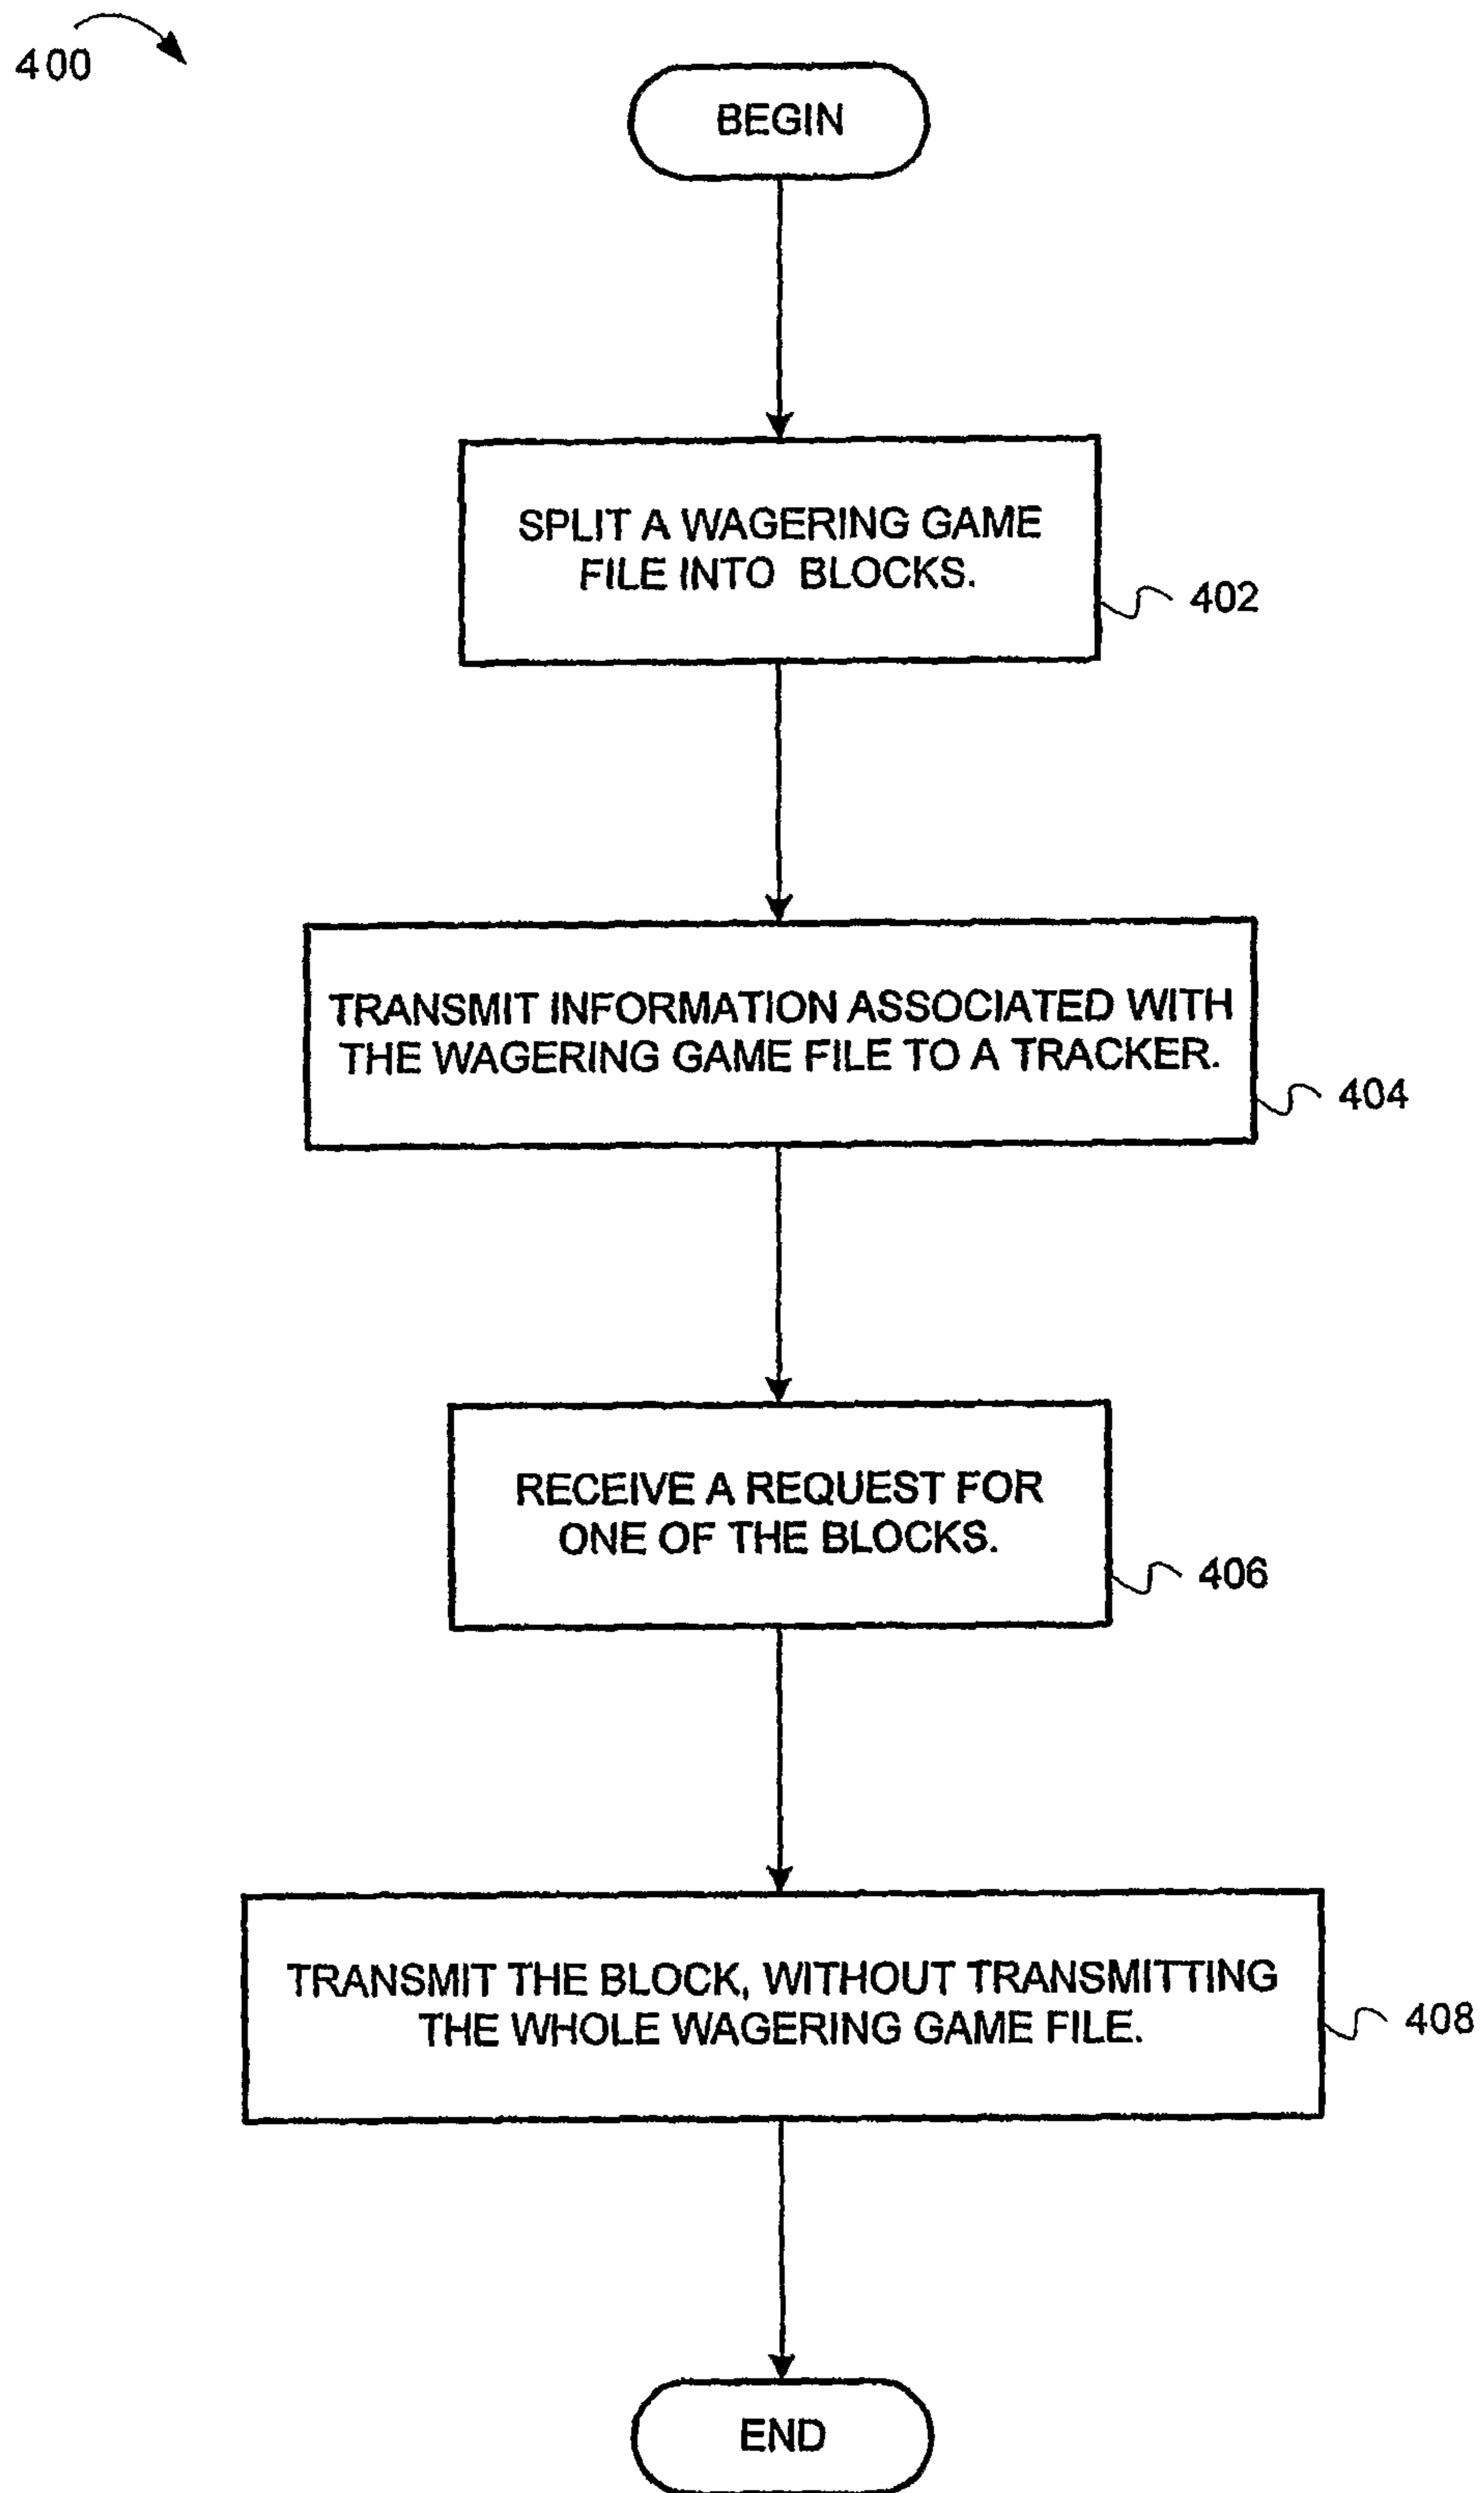 400
BEGIN
SPLIT A WAGERING GAME
FILE INTO BLOCKS.
402
TRANSMIT INFORMATION ASSOCIATED WITH
THE WAGERING GAME FILE TO A TRACKER.
404
RECEIVE A REQUEST FOR
ONE OF THE BLOCKS.
406
TRANSMIT THE BLOCK, WITHOUT TRANSMITTING
THE WHOLE WAGERING GAME FILE.
408
END